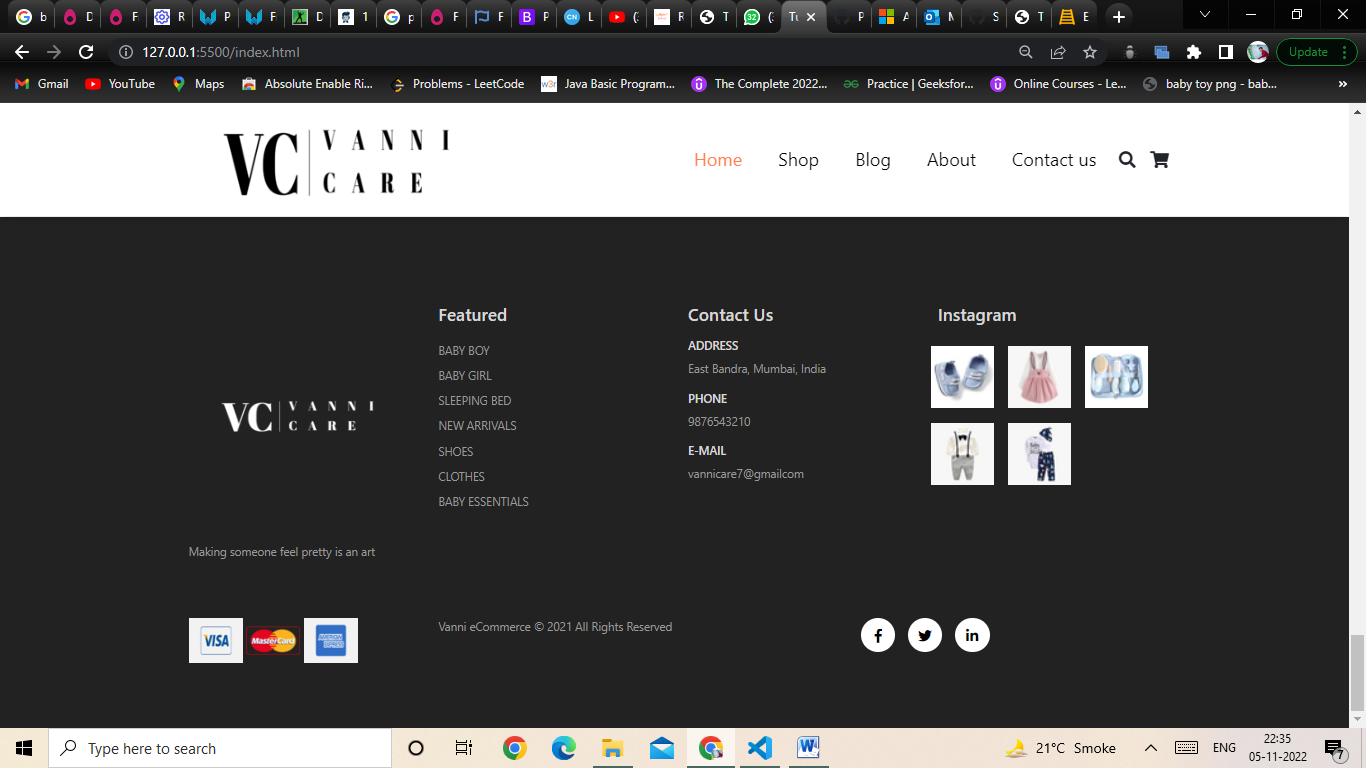 b D F R P F D 1 p F F B P L (: R T (: Tu P A M S T E
127.0.0.1:5500/index.html
Update
Gmail YouTube Maps Absolute Enable Ri... Problems - LeetCode Java Basic Program... The Complete 2022... Practice | Geeksfor... Online Courses - Le... baby toy png - bab... »
VC VANNI CARE
Home Shop Blog About Contact us
Featured
BABY BOY
BABY GIRL
SLEEPING BED
NEW ARRIVALS
SHOES
CLOTHES
BABY ESSENTIALS
Contact Us
ADDRESS
East Bandra, Mumbai, India
PHONE
9876543210
E-MAIL
vannicare7@gmailcom
Instagram
VC VANNI CARE
Making someone feel pretty is an art
VISA MasterCard AMERICAN EXPRESS
Vanni eCommerce © 2021 All Rights Reserved
Type here to search
21°C Smoke
ENG
22:35
05-11-2022
7